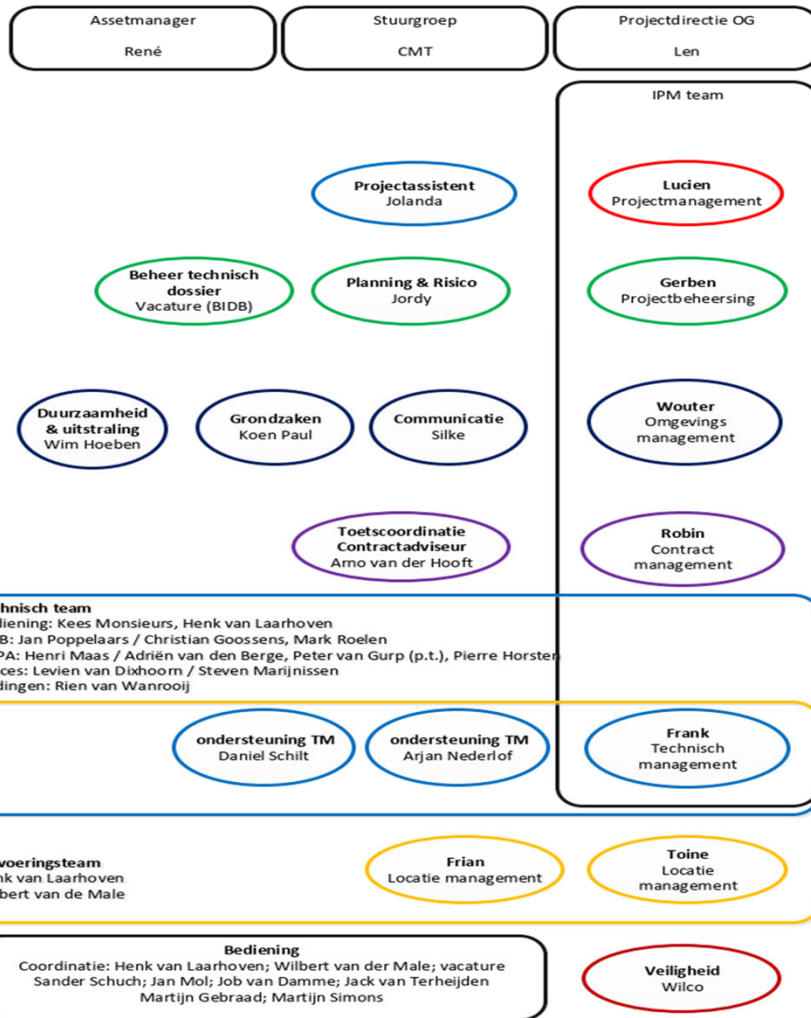 Assetmanager
René
Stuurgroep
CMT
Projectdirectie OG
Len
IPM team
Projectassistent
Jolanda
Lucien
Projectmanagement
Beheer technisch
dossier
Vacature (BIDB)
Planning & Risico
Jordy
Gerben
Projectbeheersing
Duurzaamheid
& uitstraling
Wim Hoeben
Grondzaken
Koen Paul
Communicatie
Silke
Wouter
Omgevings
management
Toetscoordinatie
Contractadviseur
Arno van der Hooft
Robin
Contract
management
hnisch team
diening: Kees Monsieurs, Henk van Laarhoven
B: Jan Poppelaars / Christian Goossens, Mark Roelen
PA: Henri Maas / Adriën van den Berge, Peter van Gurp (p.t.), Pierre Horsten
ces: Levien van Dixhoorn / Steven Marijnissen
dingen: Rien van Wanrooij
ondersteuning TM
Daniel Schilt
ondersteuning TM
Arjan Nederlof
Frank
Technisch
management
voeringsteam
nk van Laarhoven
bert van de Male
Frian
Locatie management
Toine
Locatie
management
Bediening
Coordinatie: Henk van Laarhoven; Wilbert van der Male; vacature
Sander Schuch; Jan Mol; Job van Damme; Jack van Terheijden
Martijn Gebraad; Martijn Simons
Veiligheid
Wilco